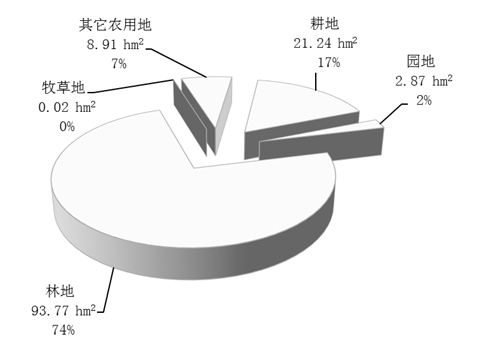 其它农用地
8.91 hm²
7%
耕地
21.24 hm²
17%
园地
2.87 hm²
2%
牧草地
0.02 hm²
0%
林地
93.77 hm²
74%